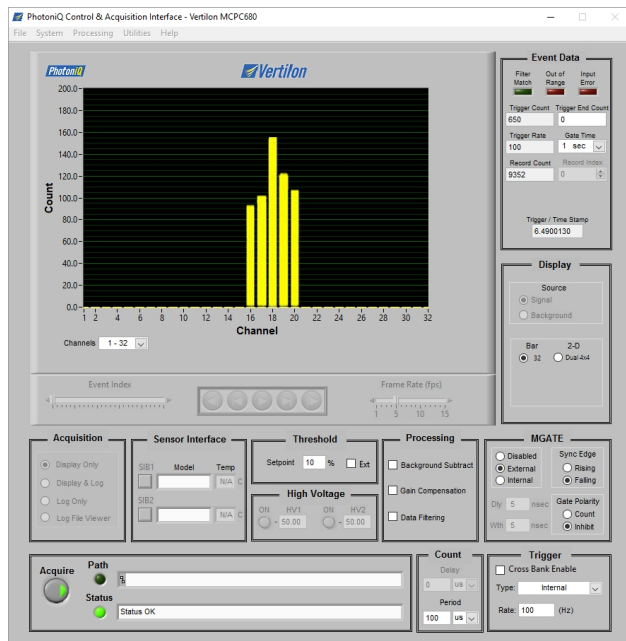 PhotoniQ Control & Acquisition Interface - Vertilon MCPC680
File System Processing Utilities Help
PhotoniQ
Vertilon
200.0
180.0
160.0
140.0
120.0
100.0
80.0
60.0
40.0
20.0
0.0
Count
1 2 4 6 8 10 12 14 16 18 20 22 24 26 28 30 32
Channel
Channels 1 - 32
Event Index
Frame Rate (fps)
1 5 10 15
Event Data
Filter Match
Out of Range
Input Error
Trigger Count Trigger End Count
650 0
Trigger Rate Gate Time
100 1 sec
Record Count Record Index
9352 0
Trigger / Time Stamp
6.4900130
Display
Source
Signal
Background
Bar 2-D
32 Dual 4x4
Acquisition
Display Only
Display & Log
Log Only
Log File Viewer
Sensor Interface
SIB1 Model Temp
N/A C
SIB2
N/A C
Threshold
Setpoint 10 % Ext
High Voltage
ON HV1 ON HV2
- 50.00 - 50.00
Processing
Background Subtract
Gain Compensation
Data Filtering
MGATE
Disabled
External
Internal
Sync Edge
Rising
Falling
Dly 5 nsec
Wth 5 nsec
Gate Polarity
Count
Inhibit
Acquire
Path
Status
Status OK
Count
Delay
0 us
Period
100 us
Trigger
Cross Bank Enable
Type: Internal
Rate: 100 (Hz)